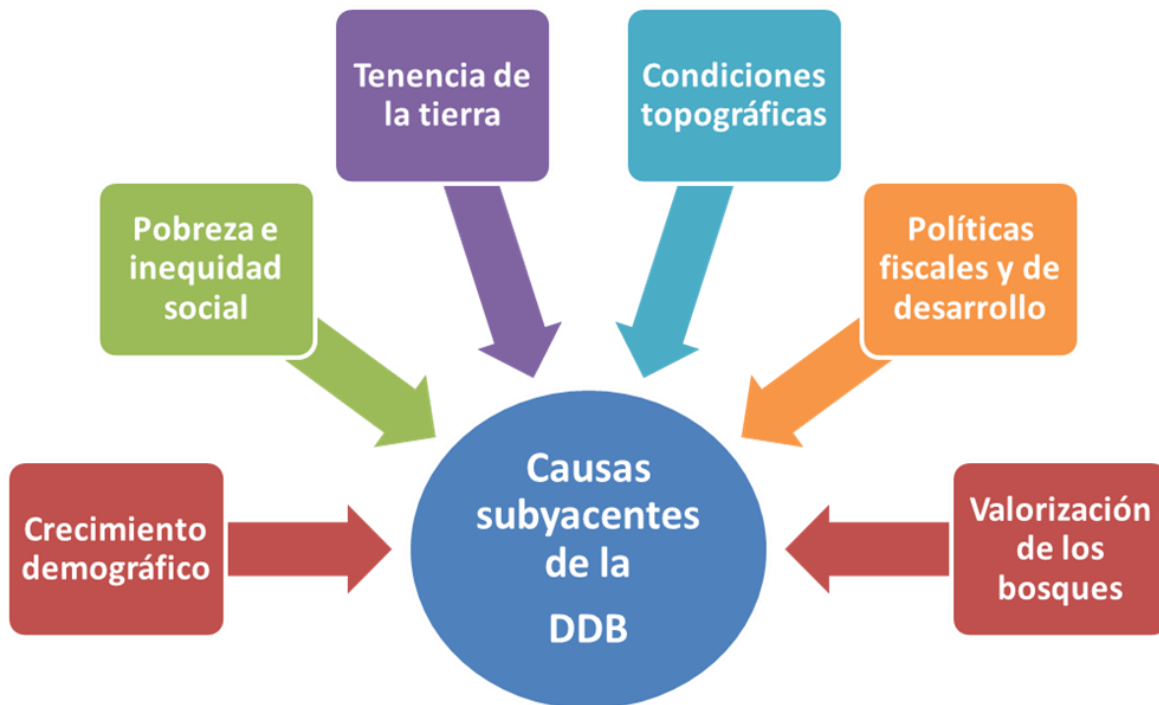 Tenencia de
la tierra
Condiciones
topográficas
Pobreza e
inequidad
social
Políticas
fiscales y de
desarrollo
Crecimiento
demográfico
Causas
subyacentes
de la
DDB
Valorización
de los
bosques